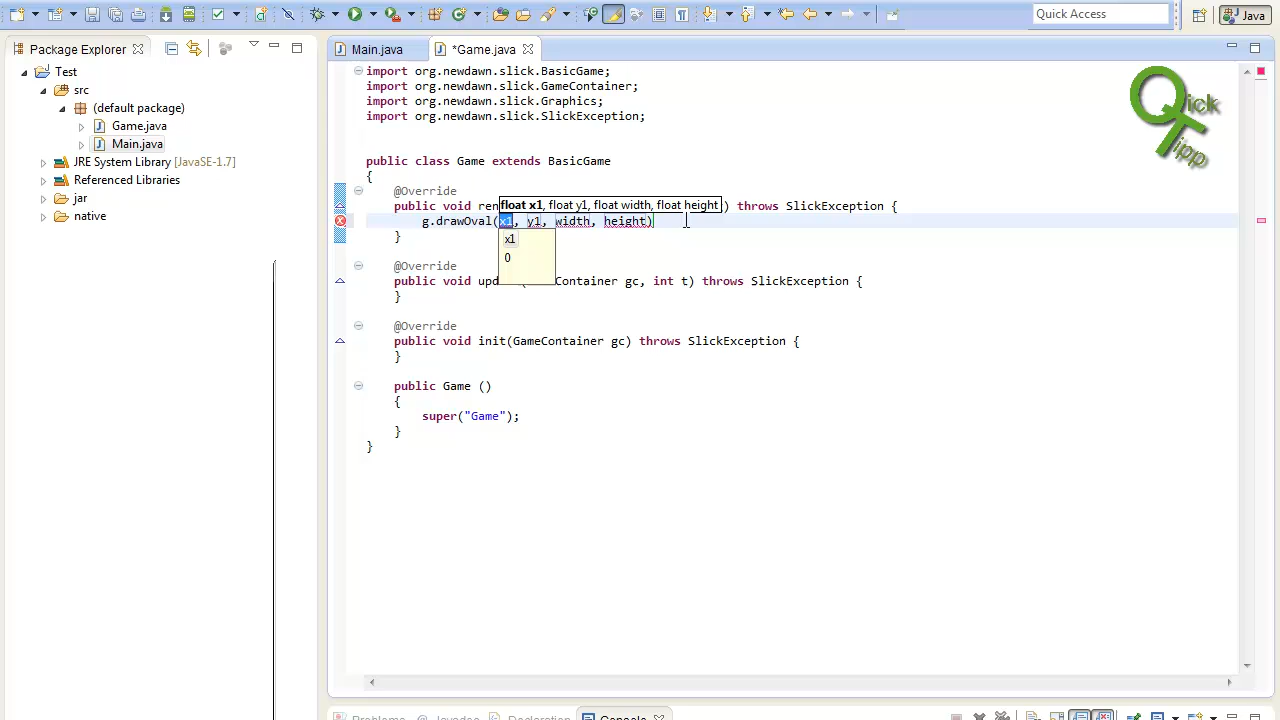 Quick Access
Java
Package Explorer
Main.java
*Game.java
Test
src
(default package)
Game.java
Main.java
JRE System Library [JavaSE-1.7]
Referenced Libraries
jar
native
import org.newdawn.slick.BasicGame;
import org.newdawn.slick.GameContainer;
import org.newdawn.slick.Graphics;
import org.newdawn.slick.SlickException;
public class Game extends BasicGame
{
@Override
public void ren
float x1, float y1, float width, float height
) throws SlickException {
g.drawOval(x1, y1, width, height)
x1
0
}
@Override
public void upd
Container gc, int t) throws SlickException {
}
@Override
public void init(GameContainer gc) throws SlickException {
}
public Game ()
{
super("Game");
}
}
Quick
Tipp
Problems
@ Javadoc
Declaration
Console